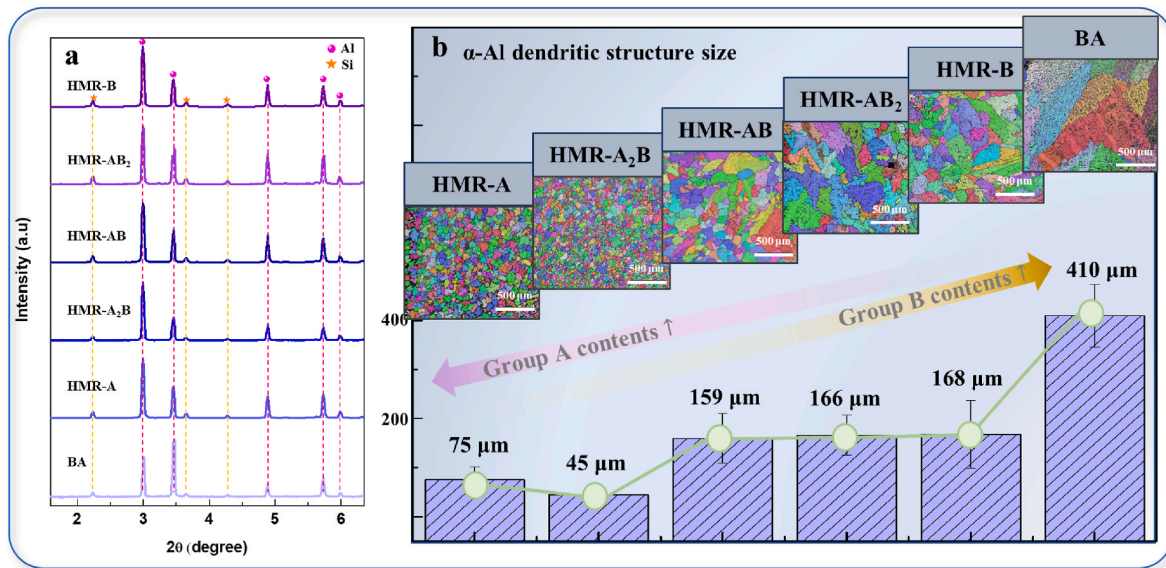 a
Al
Si
HMR-B
HMR-AB₂
HMR-AB
HMR-A₂B
HMR-A
BA
Intensity (a.u)
2 3 4 5 6
2θ (degree)
b α-Al dendritic structure size
BA
500 μm
HMR-B
500 μm
HMR-AB₂
500 μm
HMR-AB
500 μm
HMR-A₂B
500 μm
HMR-A
500 μm
Group A contents ↑
Group B contents ↑
400
200
75 μm
45 μm
159 μm
166 μm
168 μm
410 μm